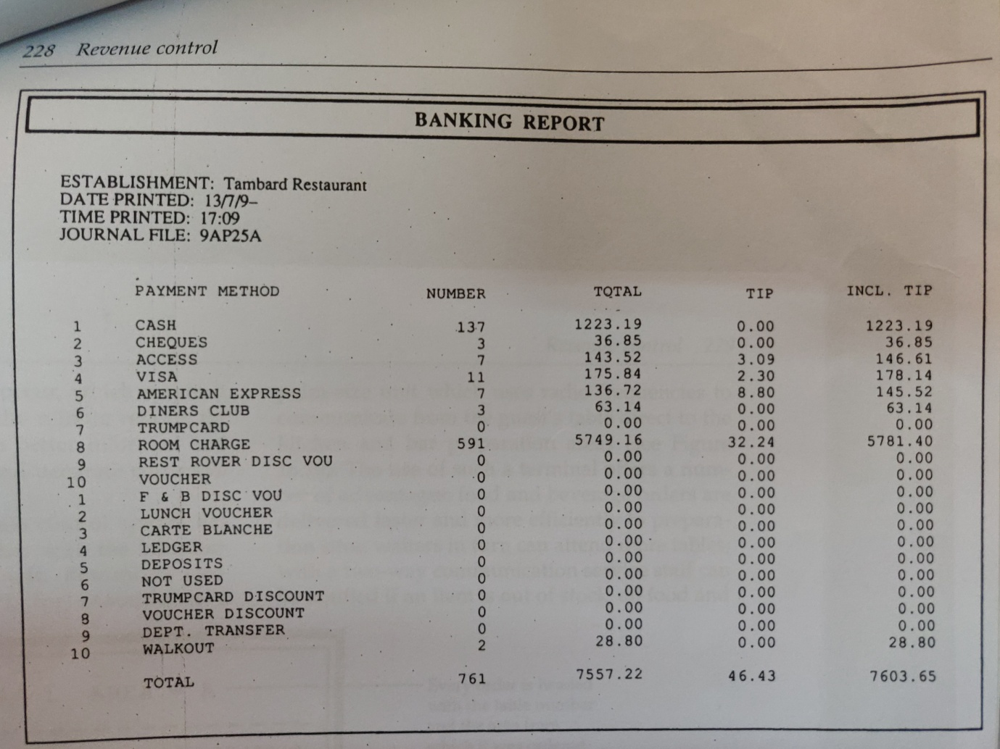 228 Revenue control
BANKING REPORT
ESTABLISHMENT: Tambard Restaurant
DATE PRINTED: 13/7/9–
TIME PRINTED: 17:09
JOURNAL FILE: 9AP25A
PAYMENT METHOD NUMBER TOTAL TIP INCL. TIP
1 CASH 137 1223.19 0.00 1223.19
2 CHEQUES 3 36.85 0.00 36.85
3 ACCESS 7 143.52 3.09 146.61
4 VISA 11 175.84 2.30 178.14
5 AMERICAN EXPRESS 7 136.72 8.80 145.52
6 DINERS CLUB 3 63.14 0.00 63.14
7 TRUMPCARD 0 0.00 0.00 0.00
8 ROOM CHARGE 591 5749.16 32.24 5781.40
9 REST ROVER DISC VOU 0 0.00 0.00 0.00
10 VOUCHER 0 0.00 0.00 0.00
1 F & B DISC VOU 0 0.00 0.00 0.00
2 LUNCH VOUCHER 0 0.00 0.00 0.00
3 CARTE BLANCHE 0 0.00 0.00 0.00
4 LEDGER 0 0.00 0.00 0.00
5 DEPOSITS 0 0.00 0.00 0.00
6 NOT USED 0 0.00 0.00 0.00
7 TRUMPCARD DISCOUNT 0 0.00 0.00 0.00
8 VOUCHER DISCOUNT 0 0.00 0.00 0.00
9 DEPT. TRANSFER 0 0.00 0.00 0.00
10 WALKOUT 2 28.80 0.00 28.80
TOTAL 761 7557.22 46.43 7603.65